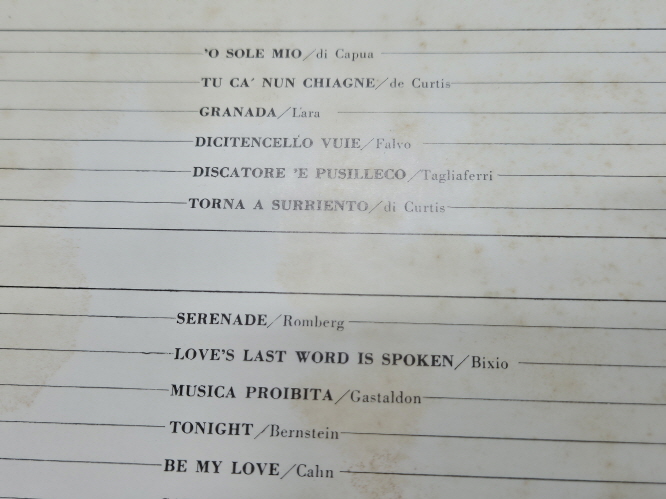 'O SOLE MIO/di Capua
TU CA' NUN CHIAGNE/de Curtis
GRANADA/Lara
DICITENCELLO VUIE/Falvo
DISCATORE 'E PUSILLECO/Tagliaferri
TORNA A SURRIENTO/di Curtis
SERENADE/Romberg
LOVE'S LAST WORD IS SPOKEN/Bixio
MUSICA PROIBITA/Gastaldon
TONIGHT/Bernstein
BE MY LOVE/Cahn